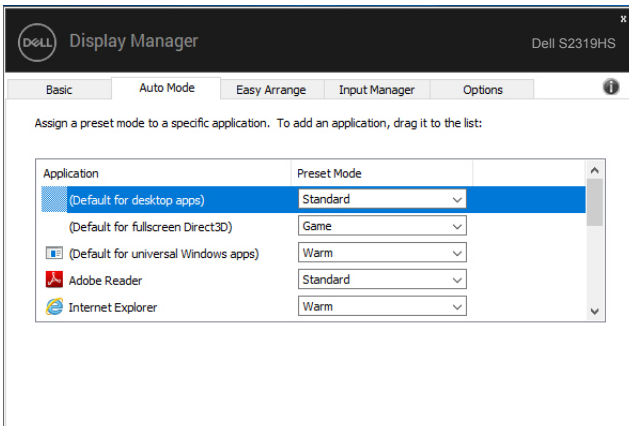 x
DELL Display Manager Dell S2319HS
Basic Auto Mode Easy Arrange Input Manager Options i
Assign a preset mode to a specific application. To add an application, drag it to the list:
Application Preset Mode
(Default for desktop apps) Standard
(Default for fullscreen Direct3D) Game
(Default for universal Windows apps) Warm
Adobe Reader Standard
Internet Explorer Warm